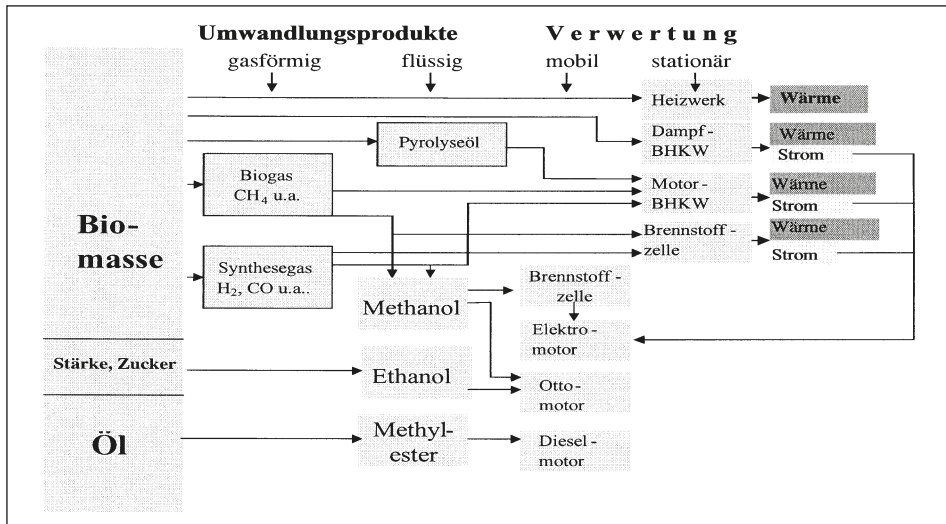 Umwandlungsprodukte Verwertung
gasförmig flüssig mobil stationär
Heizwerk Wärme
Dampf-
BHKW
Wärme
Strom
Pyrolyseöl
Biogas
CH₄ u.a.
Motor-
BHKW
Wärme
Strom
Bio-
masse
Brennstoff-
zelle
Wärme
Strom
Synthesegas
H₂, CO u.a..
Methanol
Brennstoff-
zelle
Elektro-
motor
Stärke, Zucker
Ethanol
Otto-
motor
Öl
Methyl-
ester
Diesel-
motor